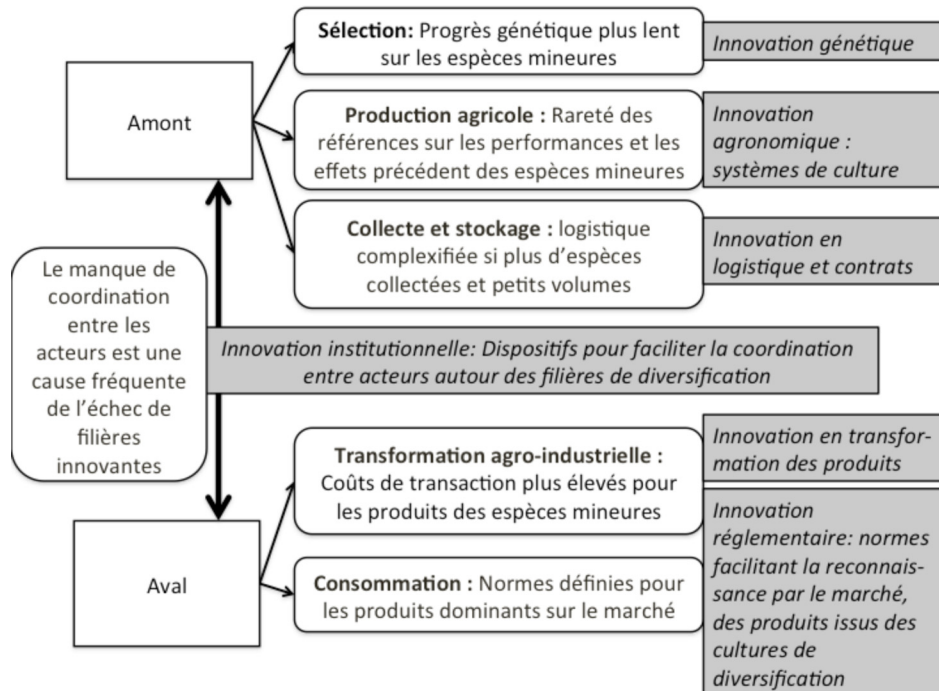 Sélection: Progrès génétique plus lent
sur les espèces mineures
Innovation génétique
Amont
Production agricole : Rareté des
références sur les performances et les
effets précédent des espèces mineures
Innovation
agronomique :
systèmes de culture
Collecte et stockage : logistique
complexifiée si plus d’espèces
collectées et petits volumes
Innovation en
logistique et contrats
Le manque de
coordination
entre les
acteurs est une
cause fréquente
de l’échec de
filières
innovantes
Innovation institutionnelle: Dispositifs pour faciliter la coordination
entre acteurs autour des filières de diversification
Transformation agro-industrielle :
Coûts de transaction plus élevés pour
les produits des espèces mineures
Innovation en transfor-
mation des produits
Aval
Consommation : Normes définies pour
les produits dominants sur le marché
Innovation
réglementaire: normes
facilitant la reconnais-
sance par le marché,
des produits issus des
cultures de
diversification